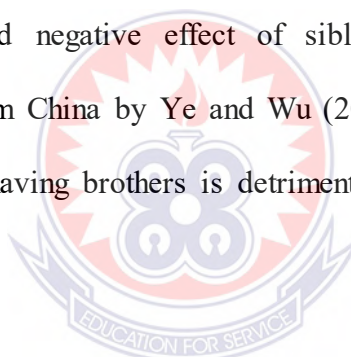 d negative effect of sibl
m China by Ye and Wu (2
aving brothers is detriment
EDUCATION FOR SERVICE